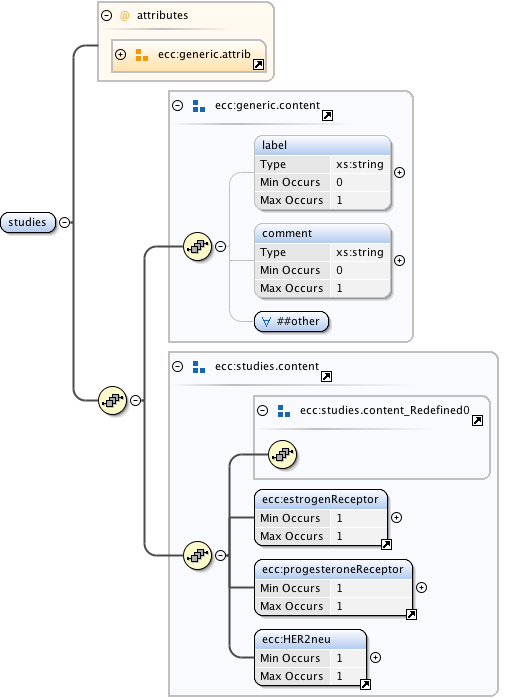 @ attributes
ecc:generic.attrib
ecc:generic.content
label
Type xs:string
Min Occurs 0
Max Occurs 1
studies
comment
Type xs:string
Min Occurs 0
Max Occurs 1
∀ ##other
ecc:studies.content
ecc:studies.content_Redefined0
ecc:estrogenReceptor
Min Occurs 1
Max Occurs 1
ecc:progesteroneReceptor
Min Occurs 1
Max Occurs 1
ecc:HER2neu
Min Occurs 1
Max Occurs 1